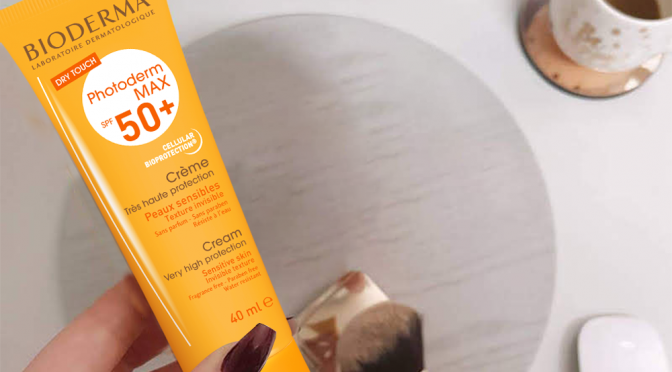 BIODERMA
LABORATOIRE DERMATOLOGIQUE
DRY TOUCH
Photoderm
MAX
SPF 50+
CELLULAR
BIOPROTECTION®
Crème
Très haute protection
Peaux sensibles
Texture invisible
Sans parfum - Sans paraben
Résiste à l'eau
Cream
Very high protection
Sensitive skin
Invisible texture
Fragrance free - Paraben free
Water resistant
40 ml ℮